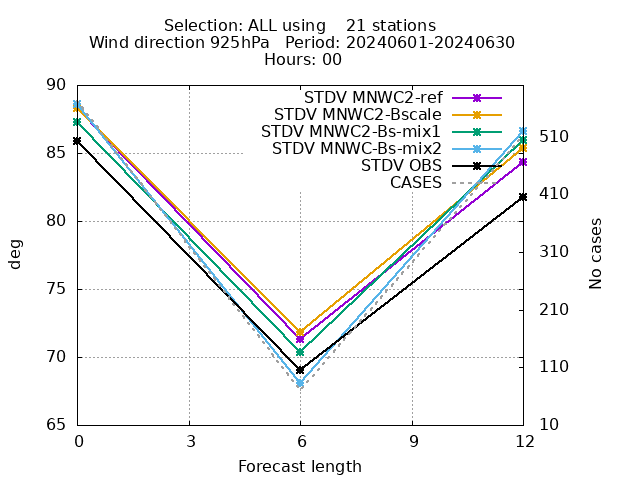 Selection: ALL using    21 stations
Wind direction 925hPa   Period: 20240601-20240630
Hours: 00
STDV MNWC2-ref
STDV MNWC2-Bscale
STDV MNWC2-Bs-mix1
STDV MNWC-Bs-mix2
STDV OBS
CASES
90
85
80
75
70
65
deg
510
410
310
210
110
10
No cases
0
3
6
9
12
Forecast length